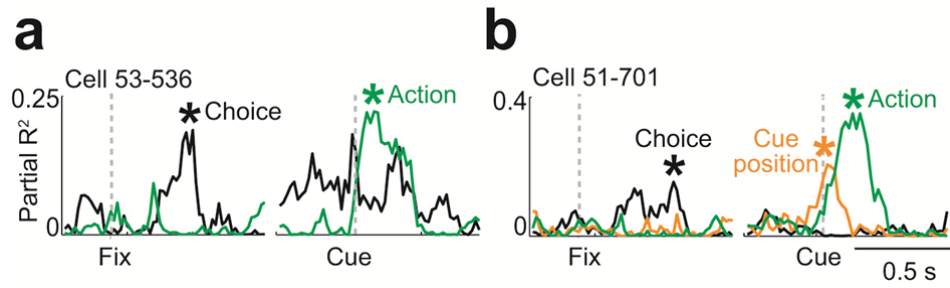 a
Cell 53-536
0.25
Partial R²
0
* Choice
* Action
Fix
Cue
b
Cell 51-701
0.4
0
Choice
*
Cue
position
*
* Action
Fix
Cue
0.5 s